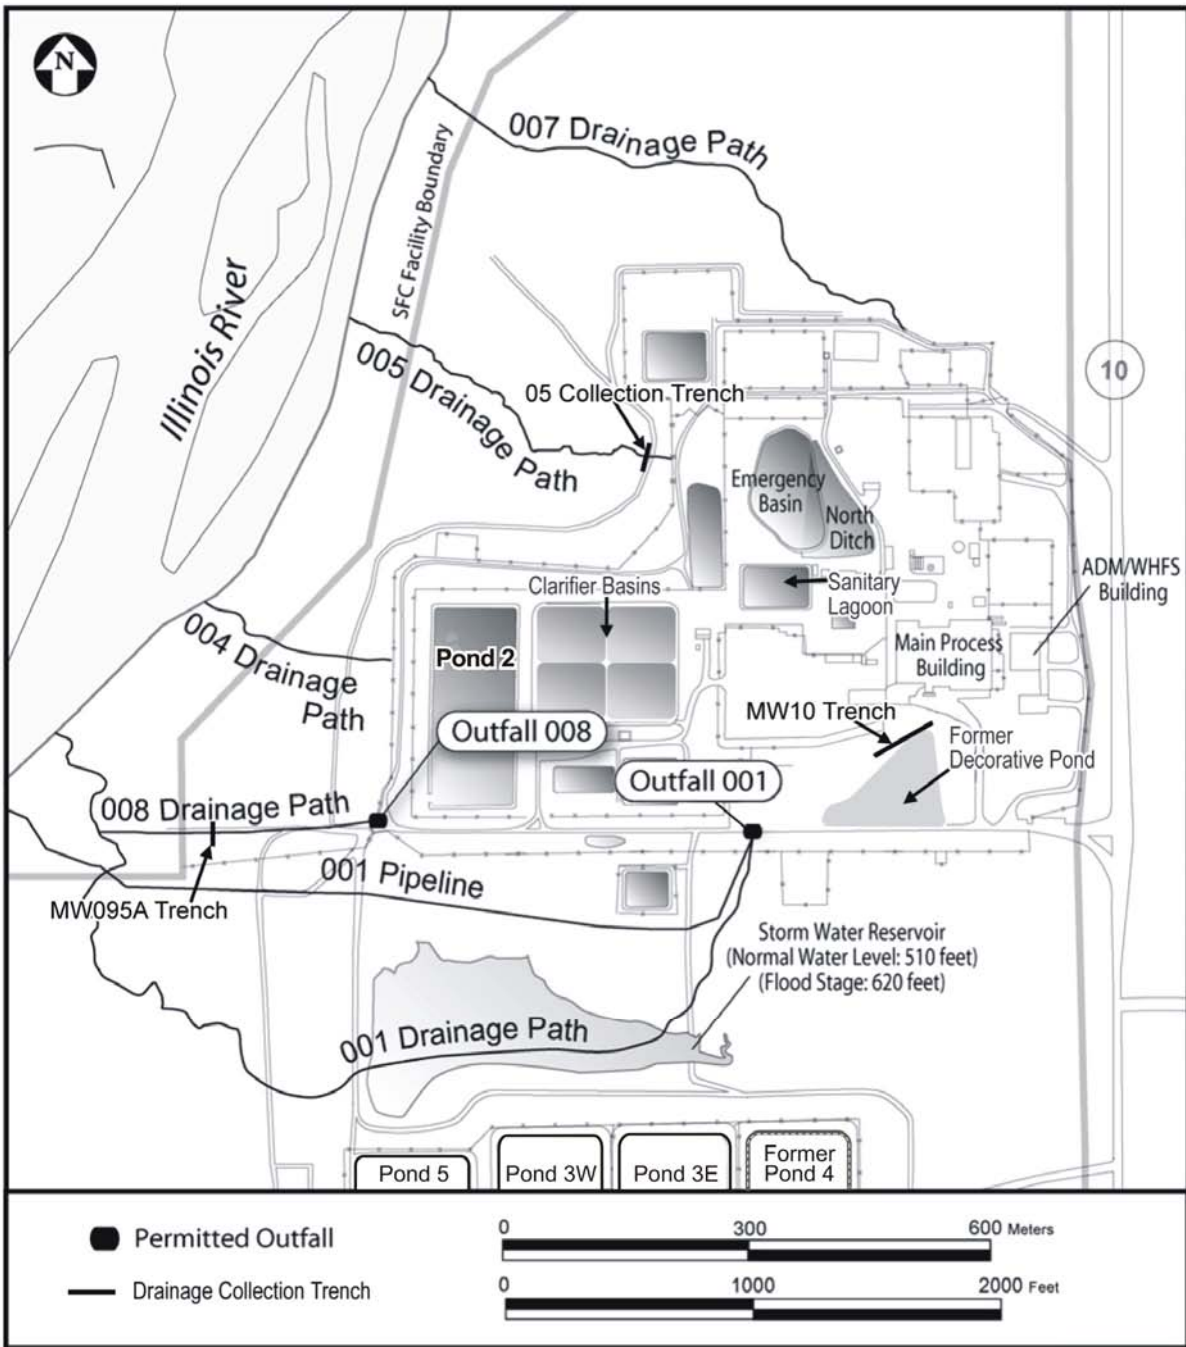 N
007 Drainage Path
SFC Facility Boundary
Illinois River
10
005 Drainage Path
05 Collection Trench
Emergency
Basin
North
Ditch
ADM/WHFS
Building
Clarifier Basins
Sanitary
Lagoon
004 Drainage
Path
Pond 2
Main Process
Building
MW10 Trench
Outfall 008
Former
Decorative Pond
Outfall 001
008 Drainage Path
001 Pipeline
MW095A Trench
Storm Water Reservoir
(Normal Water Level: 510 feet)
(Flood Stage: 620 feet)
001 Drainage Path
Pond 5
Pond 3W
Pond 3E
Former
Pond 4
Permitted Outfall
0 300 600 Meters
Drainage Collection Trench
0 1000 2000 Feet